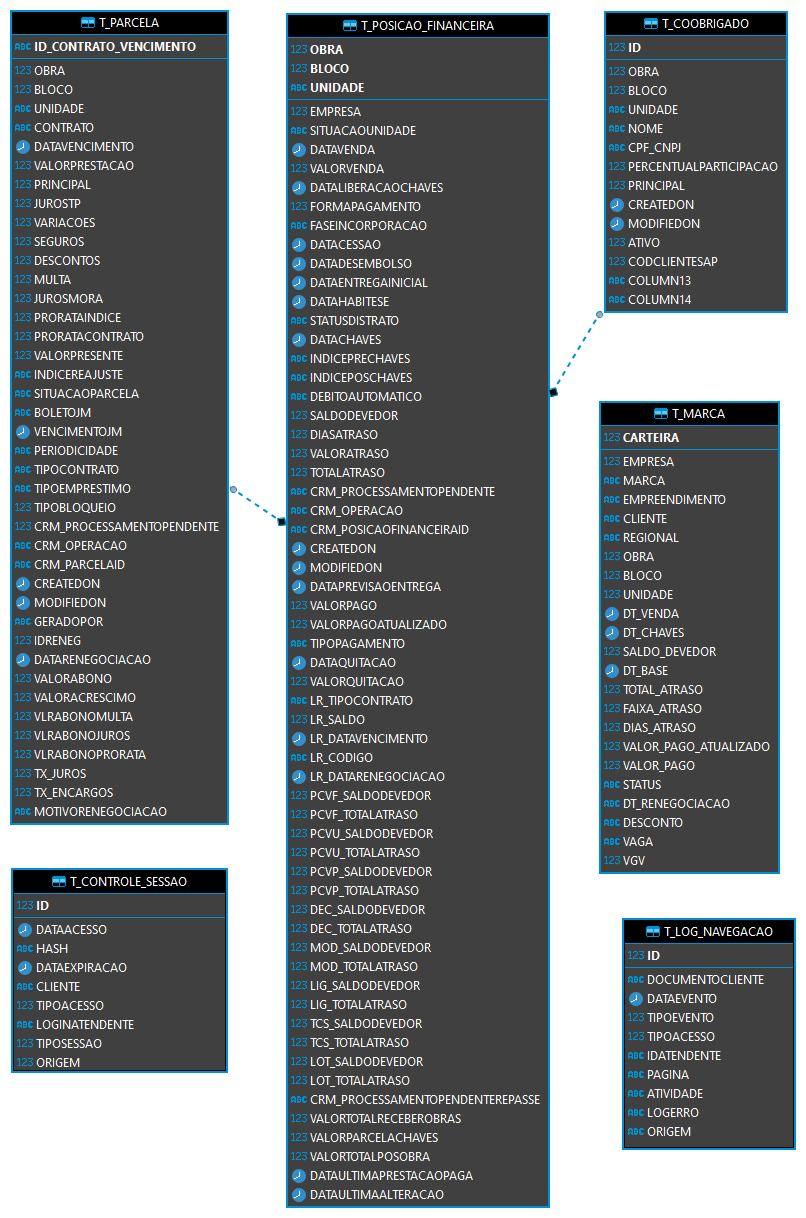 T_PARCELA
ABC ID_CONTRATO_VENCIMENTO
123 OBRA
123 BLOCO
ABC UNIDADE
ABC CONTRATO
DATAVENCIMENTO
123 VALORPRESTACAO
123 PRINCIPAL
123 JUROSTP
123 VARIACOES
123 SEGUROS
123 DESCONTOS
123 MULTA
123 JUROSMORA
123 PRORATAINDICE
123 PRORATACONTRATO
123 VALORPRESENTE
ABC INDICEREAJUSTE
ABC SITUACAOPARCELA
ABC BOLETOJM
VENCIMENTOJM
ABC PERIODICIDADE
ABC TIPOCONTRATO
ABC TIPOEMPRESTIMO
123 TIPOBLOQUEIO
123 CRM_PROCESSAMENTOPENDENTE
ABC CRM_OPERACAO
ABC CRM_PARCELAID
CREATEDON
MODIFIEDON
ABC GERADOPOR
123 IDRENEG
DATARENEGOCIACAO
123 VALORABONO
123 VALORACRESCIMO
123 VLRABONOMULTA
123 VLRABONOJUROS
123 VLRABONOPRORATA
123 TX_JUROS
123 TX_ENCARGOS
ABC MOTIVORENEGOCIACAO
T_CONTROLE_SESSAO
123 ID
DATAACESSO
ABC HASH
DATAEXPIRACAO
ABC CLIENTE
123 TIPOACESSO
ABC LOGINATENDENTE
123 TIPOSESSAO
123 ORIGEM
T_POSICAO_FINANCEIRA
123 OBRA
123 BLOCO
ABC UNIDADE
123 EMPRESA
ABC SITUACAOUNIDADE
DATAVENDA
123 VALORVENDA
DATALIBERACAOCHAVES
123 FORMAPAGAMENTO
ABC FASEINCORPORACAO
DATACESSAO
DATADESEMBOLSO
DATAENTREGAINICIAL
DATAHABITESE
ABC STATUSDISTRATO
DATACHAVES
ABC INDICEPRECHAVES
ABC INDICEPOSCHAVES
ABC DEBITOAUTOMATICO
123 SALDODEVEDOR
123 DIASATRASO
123 VALORATRASO
123 TOTALATRASO
ABC CRM_PROCESSAMENTOPENDENTE
ABC CRM_OPERACAO
ABC CRM_POSICAOFINANCEIRAID
CREATEDON
MODIFIEDON
DATAPREVISAOENTREGA
123 VALORPAGO
123 VALORPAGOATUALIZADO
ABC TIPOPAGAMENTO
DATAQUITACAO
123 VALORQUITACAO
ABC LR_TIPOCONTRATO
123 LR_SALDO
LR_DATAVENCIMENTO
ABC LR_CODIGO
LR_DATARENEGOCIACAO
123 PCVF_SALDODEVEDOR
123 PCVF_TOTALATRASO
123 PCVU_SALDODEVEDOR
123 PCVU_TOTALATRASO
123 PCVP_SALDODEVEDOR
123 PCVP_TOTALATRASO
123 DEC_SALDODEVEDOR
123 DEC_TOTALATRASO
123 MOD_SALDODEVEDOR
123 MOD_TOTALATRASO
123 LIG_SALDODEVEDOR
123 LIG_TOTALATRASO
123 TCS_SALDODEVEDOR
123 TCS_TOTALATRASO
123 LOT_SALDODEVEDOR
123 LOT_TOTALATRASO
ABC CRM_PROCESSAMENTOPENDENTEREPASSE
123 VALORTOTALRECEBEROBRAS
123 VALORPARCELACHAVES
123 VALORTOTALPOSOBRA
DATAULTIMAPRESTACAOPAGA
DATAULTIMAALTERACAO
T_COOBRIGADO
123 ID
123 OBRA
123 BLOCO
ABC UNIDADE
ABC NOME
ABC CPF_CNPJ
123 PERCENTUALPARTICIPACAO
123 PRINCIPAL
CREATEDON
MODIFIEDON
123 ATIVO
123 CODCLIENTESAP
ABC COLUMN13
ABC COLUMN14
T_MARCA
123 CARTEIRA
123 EMPRESA
ABC MARCA
ABC EMPREENDIMENTO
ABC CLIENTE
ABC REGIONAL
123 OBRA
123 BLOCO
123 UNIDADE
DT_VENDA
DT_CHAVES
123 SALDO_DEVEDOR
DT_BASE
123 TOTAL_ATRASO
123 FAIXA_ATRASO
123 DIAS_ATRASO
123 VALOR_PAGO_ATUALIZADO
123 VALOR_PAGO
ABC STATUS
ABC DT_RENEGOCIACAO
ABC DESCONTO
ABC VAGA
123 VGV
T_LOG_NAVEGACAO
123 ID
ABC DOCUMENTOCLIENTE
DATAEVENTO
123 TIPOEVENTO
123 TIPOACESSO
ABC IDATENDENTE
ABC PAGINA
ABC ATIVIDADE
ABC LOGERRO
ABC ORIGEM